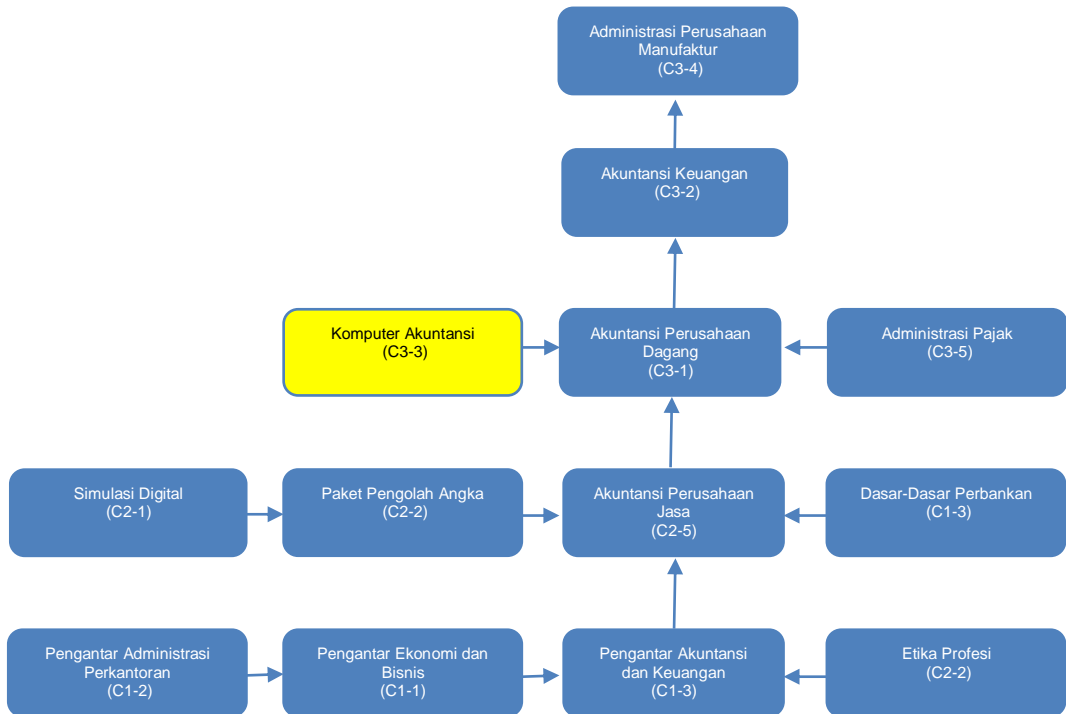 Administrasi Perusahaan
Manufaktur
(C3-4)
Akuntansi Keuangan
(C3-2)
Komputer Akuntansi
(C3-3)
Akuntansi Perusahaan
Dagang
(C3-1)
Administrasi Pajak
(C3-5)
Simulasi Digital
(C2-1)
Paket Pengolah Angka
(C2-2)
Akuntansi Perusahaan
Jasa
(C2-5)
Dasar-Dasar Perbankan
(C1-3)
Pengantar Administrasi
Perkantoran
(C1-2)
Pengantar Ekonomi dan
Bisnis
(C1-1)
Pengantar Akuntansi
dan Keuangan
(C1-3)
Etika Profesi
(C2-2)